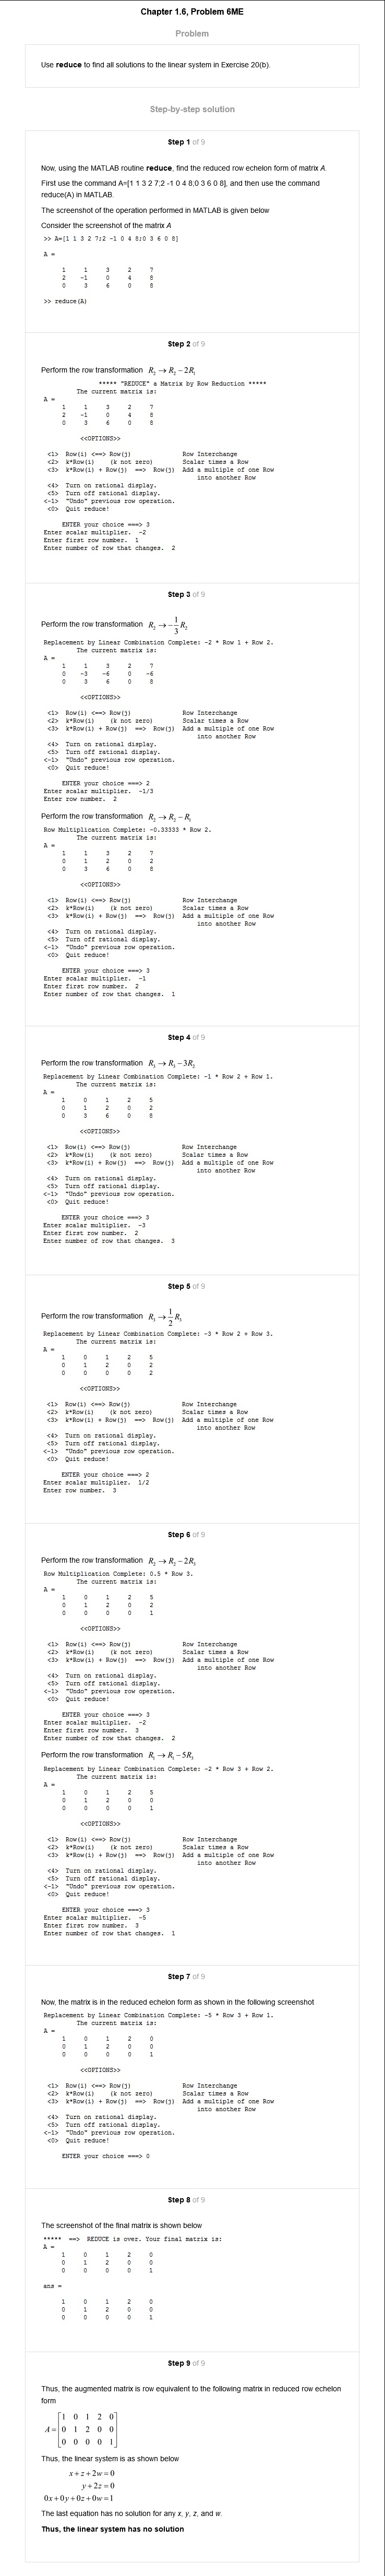 Chapter 1.6, Problem 6ME
Problem
Use reduce to find all solutions to the linear system in Exercise 20(b).
Step-by-step solution
Step 1 of 9
Now, using the MATLAB routine reduce, find the reduced row echelon form of matrix A.
First use the command A=[1 1 3 2 7;2 -1 0 4 8;0 3 6 0 8], and then use the command
reduce(A) in MATLAB.
The screenshot of the operation performed in MATLAB is given below
Consider the screenshot of the matrix A
>> A=[1 1 3 2 7;2 -1 0 4 8;0 3 6 0 8]
A =
1 1 3 2 7
2 -1 0 4 8
0 3 6 0 8
>> reduce(A)
Step 2 of 9
Perform the row transformation R₂ → R₂ − 2R₁
***** "REDUCE" a Matrix by Row Reduction *****
The current matrix is:
A =
1 1 3 2 7
2 -1 0 4 8
0 3 6 0 8
<<OPTIONS>>
<1> Row(i) <==> Row(j) Row Interchange
<2> k*Row(i) (k not zero) Scalar times a Row
<3> k*Row(i) + Row(j) ==> Row(j) Add a multiple of one Row
into another Row
<4> Turn on rational display.
<5> Turn off rational display.
<-1> "Undo" previous row operation.
<0> Quit reduce!
ENTER your choice ===> 3
Enter scalar multiplier. -2
Enter first row number. 1
Enter number of row that changes. 2
Step 3 of 9
Perform the row transformation R₂ → −1/3 R₂
Replacement by Linear Combination Complete: -2 * Row 1 + Row 2.
The current matrix is:
A =
1 1 3 2 7
0 -3 -6 0 -6
0 3 6 0 8
<<OPTIONS>>
<1> Row(i) <==> Row(j) Row Interchange
<2> k*Row(i) (k not zero) Scalar times a Row
<3> k*Row(i) + Row(j) ==> Row(j) Add a multiple of one Row
into another Row
<4> Turn on rational display.
<5> Turn off rational display.
<-1> "Undo" previous row operation.
<0> Quit reduce!
ENTER your choice ===> 2
Enter scalar multiplier. -1/3
Enter row number. 2
Perform the row transformation R₂ → R₂ − R₁
Row Multiplication Complete: -0.33333 * Row 2.
The current matrix is:
A =
1 1 3 2 7
0 1 2 0 2
0 3 6 0 8
<<OPTIONS>>
<1> Row(i) <==> Row(j) Row Interchange
<2> k*Row(i) (k not zero) Scalar times a Row
<3> k*Row(i) + Row(j) ==> Row(j) Add a multiple of one Row
into another Row
<4> Turn on rational display.
<5> Turn off rational display.
<-1> "Undo" previous row operation.
<0> Quit reduce!
ENTER your choice ===> 3
Enter scalar multiplier. -1
Enter first row number. 2
Enter number of row that changes. 1
Step 4 of 9
Perform the row transformation R₃ → R₃ − 3R₂
Replacement by Linear Combination Complete: -1 * Row 2 + Row 1.
The current matrix is:
A =
1 0 1 2 5
0 1 2 0 2
0 3 6 0 8
<<OPTIONS>>
<1> Row(i) <==> Row(j) Row Interchange
<2> k*Row(i) (k not zero) Scalar times a Row
<3> k*Row(i) + Row(j) ==> Row(j) Add a multiple of one Row
into another Row
<4> Turn on rational display.
<5> Turn off rational display.
<-1> "Undo" previous row operation.
<0> Quit reduce!
ENTER your choice ===> 3
Enter scalar multiplier. -3
Enter first row number. 2
Enter number of row that changes. 3
Step 5 of 9
Perform the row transformation R₃ → 1/2 R₃
Replacement by Linear Combination Complete: -3 * Row 2 + Row 3.
The current matrix is:
A =
1 0 1 2 5
0 1 2 0 2
0 0 0 0 2
<<OPTIONS>>
<1> Row(i) <==> Row(j) Row Interchange
<2> k*Row(i) (k not zero) Scalar times a Row
<3> k*Row(i) + Row(j) ==> Row(j) Add a multiple of one Row
into another Row
<4> Turn on rational display.
<5> Turn off rational display.
<-1> "Undo" previous row operation.
<0> Quit reduce!
ENTER your choice ===> 2
Enter scalar multiplier. 1/2
Enter row number. 3
Step 6 of 9
Perform the row transformation R₂ → R₂ − 2R₃
Row Multiplication Complete: 0.5 * Row 3.
The current matrix is:
A =
1 0 1 2 5
0 1 2 0 2
0 0 0 0 1
<<OPTIONS>>
<1> Row(i) <==> Row(j) Row Interchange
<2> k*Row(i) (k not zero) Scalar times a Row
<3> k*Row(i) + Row(j) ==> Row(j) Add a multiple of one Row
into another Row
<4> Turn on rational display.
<5> Turn off rational display.
<-1> "Undo" previous row operation.
<0> Quit reduce!
ENTER your choice ===> 3
Enter scalar multiplier. -2
Enter first row number. 3
Enter number of row that changes. 2
Perform the row transformation R₁ → R₁ − 5R₃
Replacement by Linear Combination Complete: -2 * Row 3 + Row 2.
The current matrix is:
A =
1 0 1 2 5
0 1 2 0 0
0 0 0 0 1
<<OPTIONS>>
<1> Row(i) <==> Row(j) Row Interchange
<2> k*Row(i) (k not zero) Scalar times a Row
<3> k*Row(i) + Row(j) ==> Row(j) Add a multiple of one Row
into another Row
<4> Turn on rational display.
<5> Turn off rational display.
<-1> "Undo" previous row operation.
<0> Quit reduce!
ENTER your choice ===> 3
Enter scalar multiplier. -5
Enter first row number. 3
Enter number of row that changes. 1
Step 7 of 9
Now, the matrix is in the reduced echelon form as shown in the following screenshot
Replacement by Linear Combination Complete: -5 * Row 3 + Row 1.
The current matrix is:
A =
1 0 1 2 0
0 1 2 0 0
0 0 0 0 1
<<OPTIONS>>
<1> Row(i) <==> Row(j) Row Interchange
<2> k*Row(i) (k not zero) Scalar times a Row
<3> k*Row(i) + Row(j) ==> Row(j) Add a multiple of one Row
into another Row
<4> Turn on rational display.
<5> Turn off rational display.
<-1> "Undo" previous row operation.
<0> Quit reduce!
ENTER your choice ===> 0
Step 8 of 9
The screenshot of the final matrix is shown below
***** ==> REDUCE is over. Your final matrix is:
A =
1 0 1 2 0
0 1 2 0 0
0 0 0 0 1
ans =
1 0 1 2 0
0 1 2 0 0
0 0 0 0 1
Step 9 of 9
Thus, the augmented matrix is row equivalent to the following matrix in reduced row echelon
form
A = [1 0 1 2 0
0 1 2 0 0
0 0 0 0 1]
Thus, the linear system is as shown below
x + z + 2w = 0
y + 2z = 0
0x + 0y + 0z + 0w = 1
The last equation has no solution for any x, y, z, and w.
Thus, the linear system has no solution